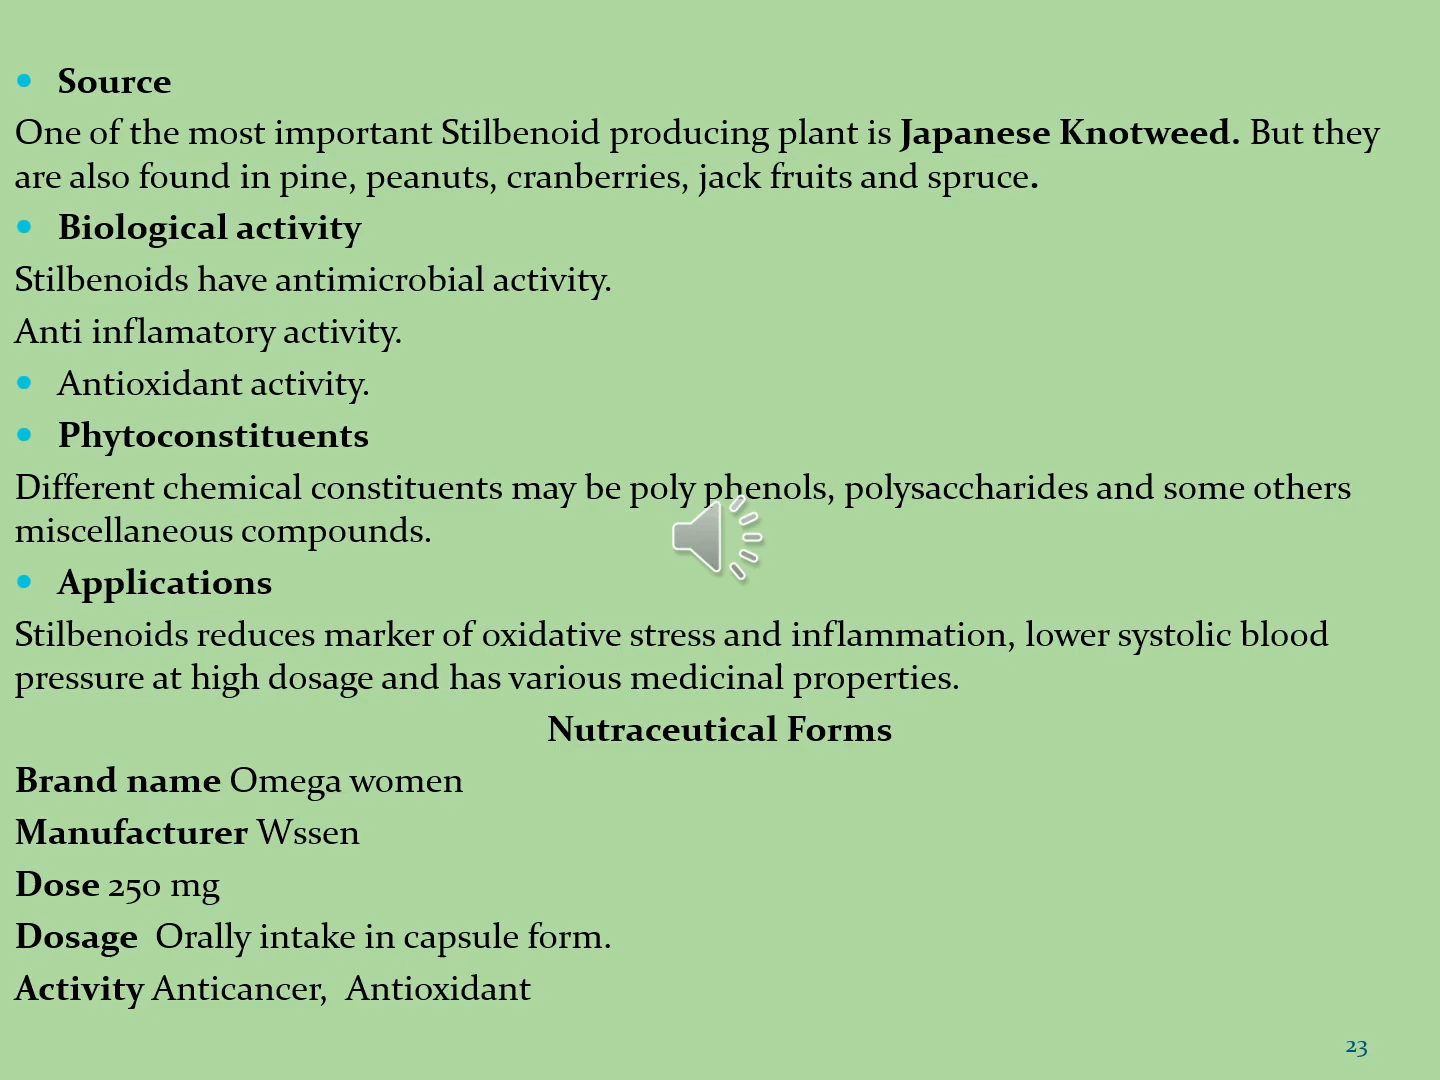 • Source
One of the most important Stilbenoid producing plant is Japanese Knotweed. But they
are also found in pine, peanuts, cranberries, jack fruits and spruce.
• Biological activity
Stilbenoids have antimicrobial activity.
Anti inflamatory activity.
• Antioxidant activity.
• Phytoconstituents
Different chemical constituents may be poly phenols, polysaccharides and some others
miscellaneous compounds.
• Applications
Stilbenoids reduces marker of oxidative stress and inflammation, lower systolic blood
pressure at high dosage and has various medicinal properties.
Nutraceutical Forms
Brand name Omega women
Manufacturer Wssen
Dose 250 mg
Dosage  Orally intake in capsule form.
Activity Anticancer,  Antioxidant
23